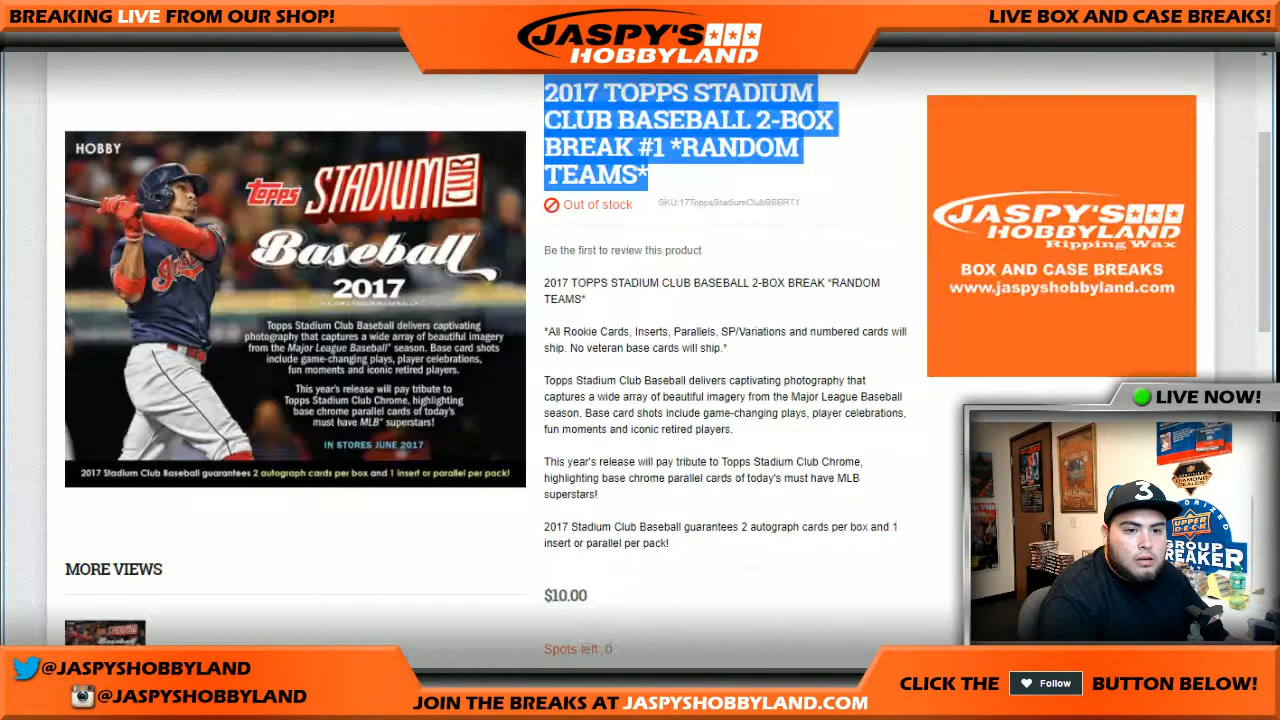 BREAKING LIVE FROM OUR SHOP!
JASPY'S
HOBBYLAND
LIVE BOX AND CASE BREAKS!
2017 TOPPS STADIUM
CLUB BASEBALL 2-BOX
BREAK #1 *RANDOM
TEAMS*
Out of stock
SKU:17ToppsStadiumClubBSBRT1
Be the first to review this product
2017 TOPPS STADIUM CLUB BASEBALL 2-BOX BREAK *RANDOM
TEAMS*
*All Rookie Cards, Inserts, Parallels, SP/Variations and numbered cards will
ship. No veteran base cards will ship.*
Topps Stadium Club Baseball delivers captivating photography that
captures a wide array of beautiful imagery from the Major League Baseball
season. Base card shots include game-changing plays, player celebrations,
fun moments and iconic retired players.
This year's release will pay tribute to Topps Stadium Club Chrome,
highlighting base chrome parallel cards of today's must have MLB
superstars!
2017 Stadium Club Baseball guarantees 2 autograph cards per box and 1
insert or parallel per pack!
$10.00
Spots left: 0
HOBBY
topps STADIUM CLUB
Baseball
2017
Topps Stadium Club Baseball delivers captivating
photography that captures a wide array of beautiful imagery
from the Major League Baseball® season. Base card shots
include game-changing plays, player celebrations,
fun moments and iconic retired players.
This year's release will pay tribute to
Topps Stadium Club Chrome, highlighting
base chrome parallel cards of today's
must have MLB® superstars!
IN STORES JUNE 2017
2017 Stadium Club Baseball guarantees 2 autograph cards per box and 1 insert or parallel per pack!
MORE VIEWS
JASPY'S
HOBBYLAND
Ripping Wax
BOX AND CASE BREAKS
www.jaspyshobbyland.com
LIVE NOW!
DIAMOND
DEALER
UPPER
DECK
GROUP
BREAKER
3
@JASPYSHOBBYLAND
@JASPYSHOBBYLAND
JOIN THE BREAKS AT JASPYSHOBBYLAND.COM
CLICK THE Follow BUTTON BELOW!